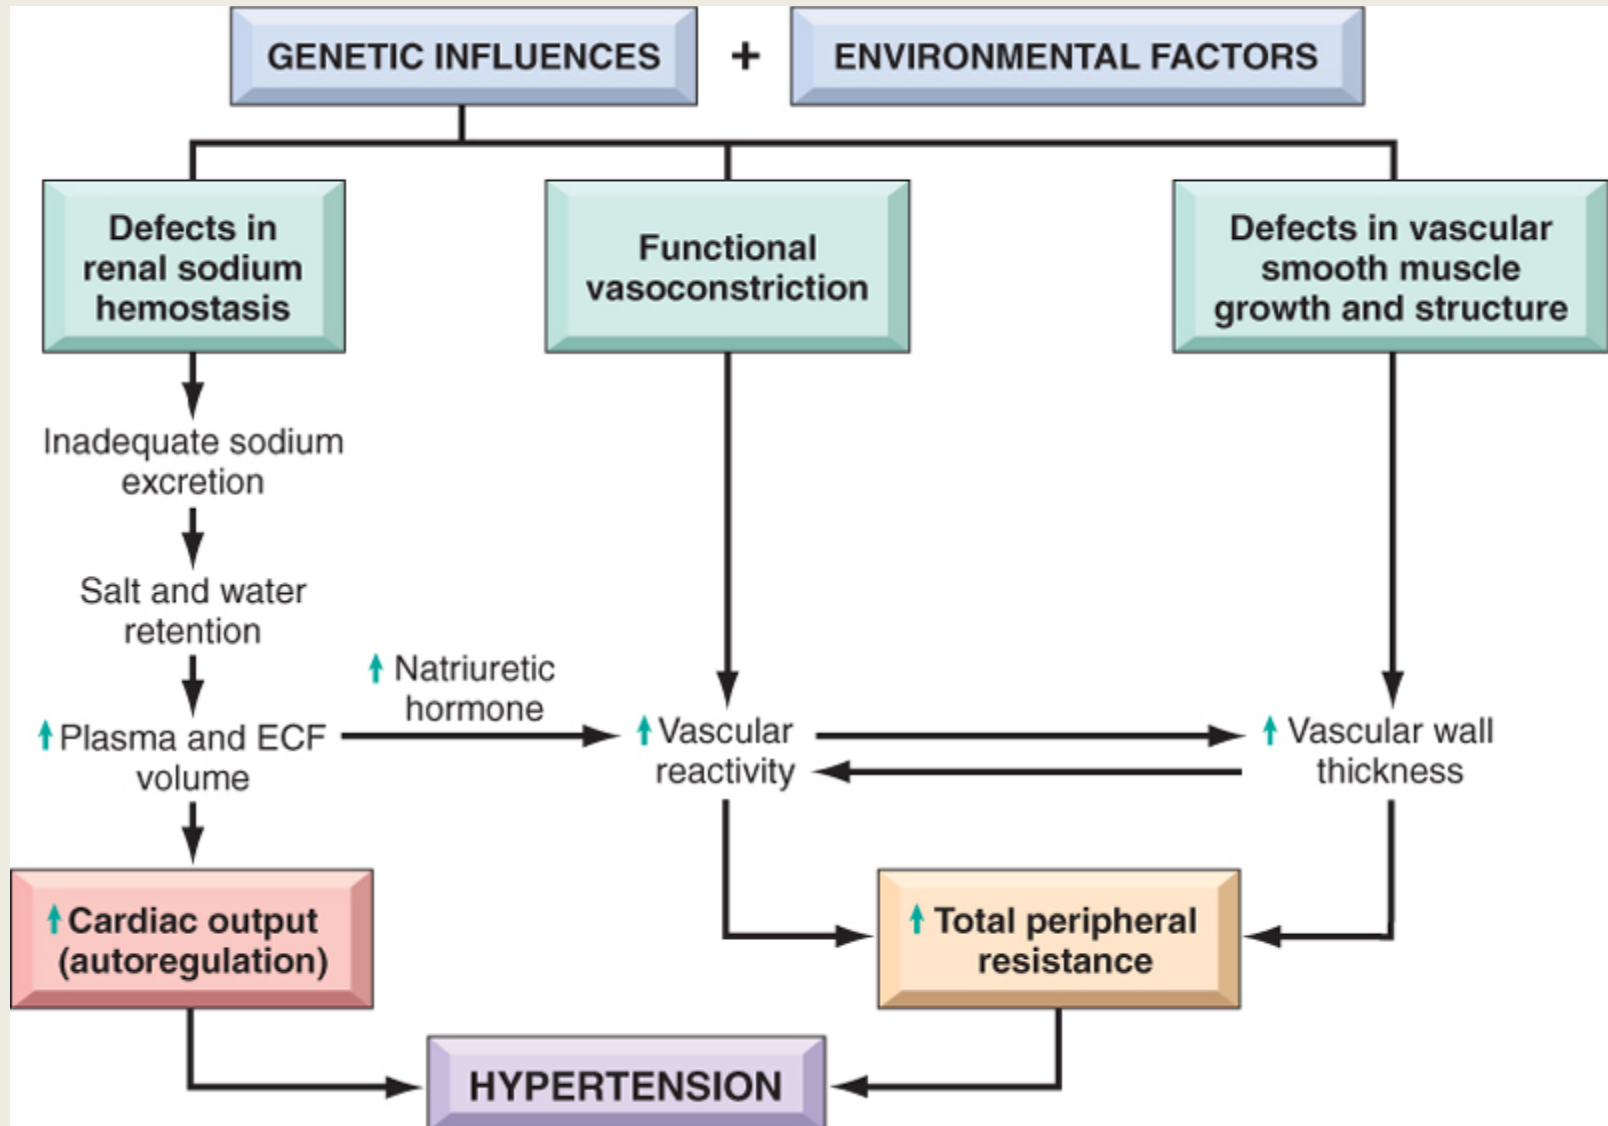 GENETIC INFLUENCES + ENVIRONMENTAL FACTORS
Defects in
renal sodium
hemostasis
Functional
vasoconstriction
Defects in vascular
smooth muscle
growth and structure
Inadequate sodium
excretion
Salt and water
retention
↑ Natriuretic
hormone
↑ Plasma and ECF
volume
↑ Vascular
reactivity
↑ Vascular wall
thickness
↑ Cardiac output
(autoregulation)
↑ Total peripheral
resistance
HYPERTENSION